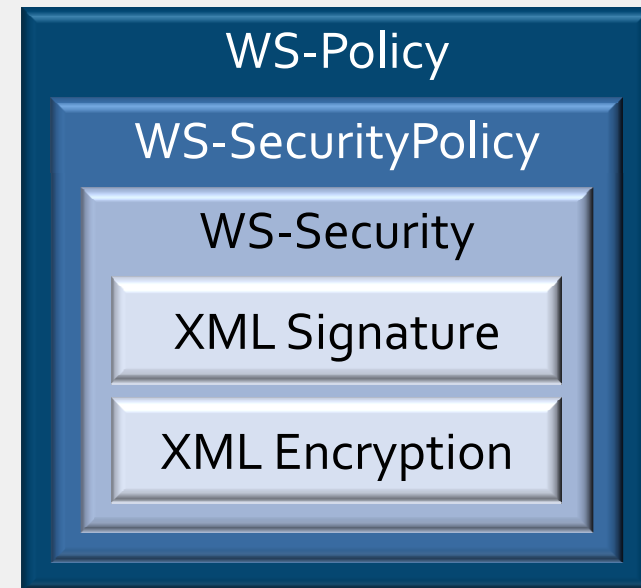 WS-Policy
WS-SecurityPolicy
WS-Security
XML Signature
XML Encryption